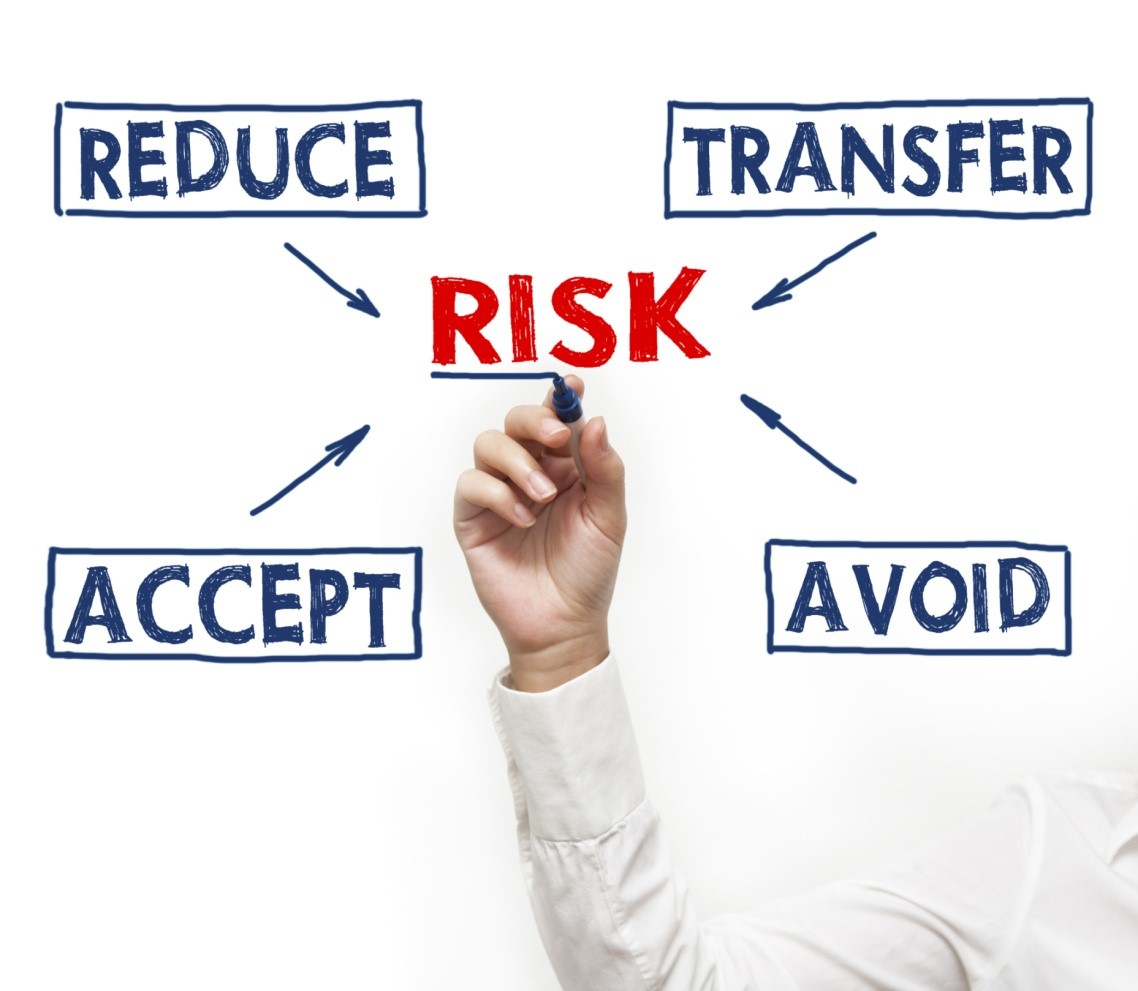 REDUCE
TRANSFER
RISK
ACCEPT
AVOID